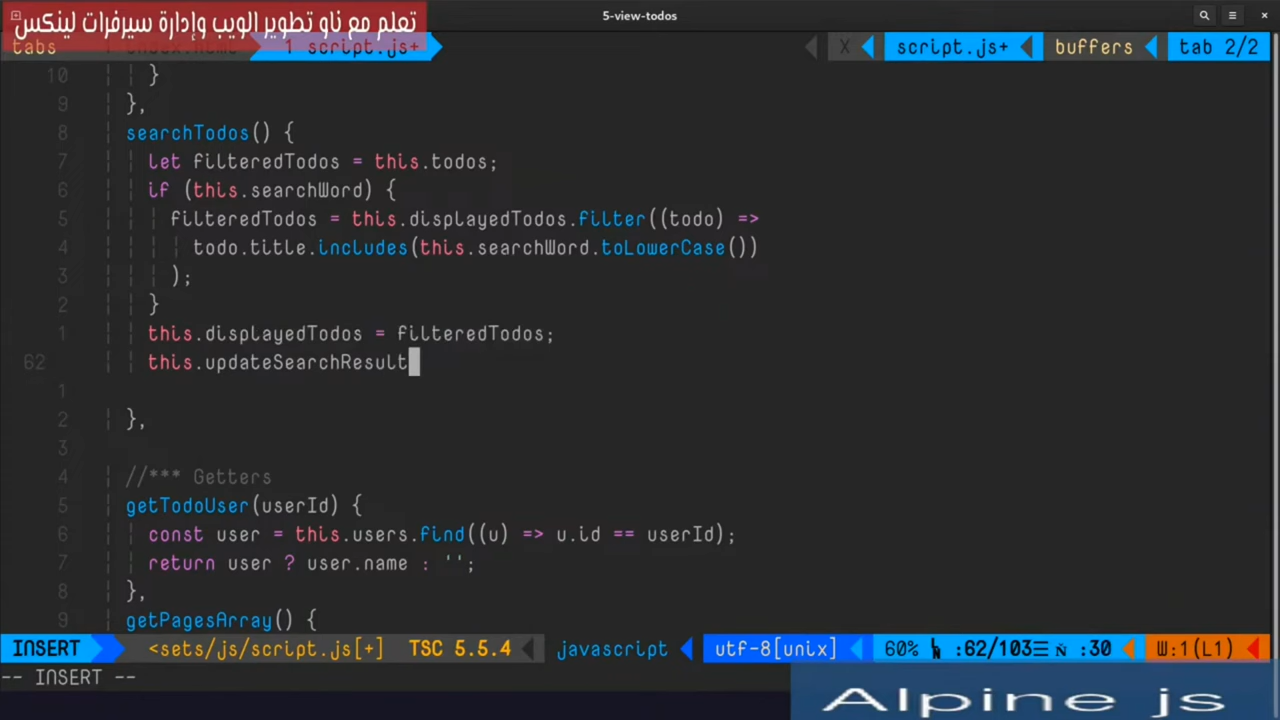 5-view-todos
تعلم مع ناو تطوير الويب وإدارة سيرفرات لينكس
tabs index.html 1 script.js+ X script.js+ buffers tab 2/2
10 }
9 },
8 searchTodos() {
7 let filteredTodos = this.todos;
6 if (this.searchWord) {
5 filteredTodos = this.displayedTodos.filter((todo) =>
4 todo.title.includes(this.searchWord.toLowerCase())
3 );
2 }
1 this.displayedTodos = filteredTodos;
62 this.updateSearchResult
1
2 },
3
4 //*** Getters
5 getTodoUser(userId) {
6 const user = this.users.find((u) => u.id == userId);
7 return user ? user.name : '';
8 },
9 getPagesArray() {
INSERT <sets/js/script.js[+] TSC 5.5.4 javascript utf-8[unix] 60% :62/103 :30 W:1(L1)
-- INSERT --
Alpine js